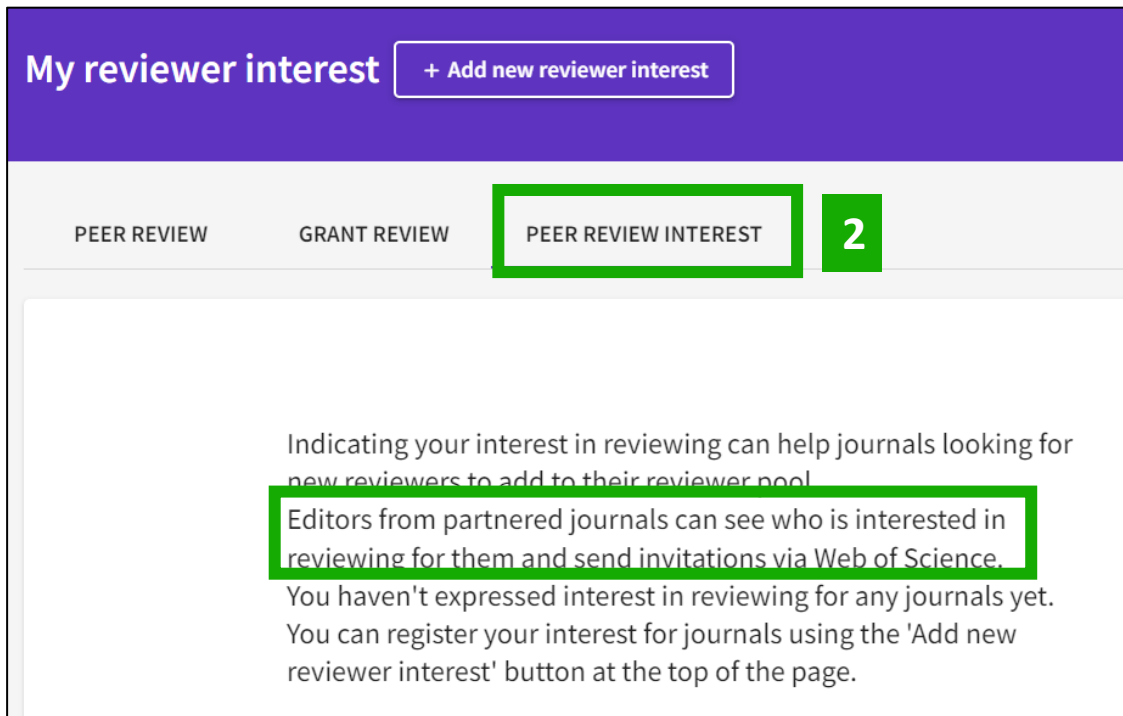 My reviewer interest
+ Add new reviewer interest
PEER REVIEW
GRANT REVIEW
PEER REVIEW INTEREST
2
Indicating your interest in reviewing can help journals looking for
new reviewers to add to their reviewer pool
Editors from partnered journals can see who is interested in
reviewing for them and send invitations via Web of Science.
You haven't expressed interest in reviewing for any journals yet.
You can register your interest for journals using the 'Add new
reviewer interest' button at the top of the page.